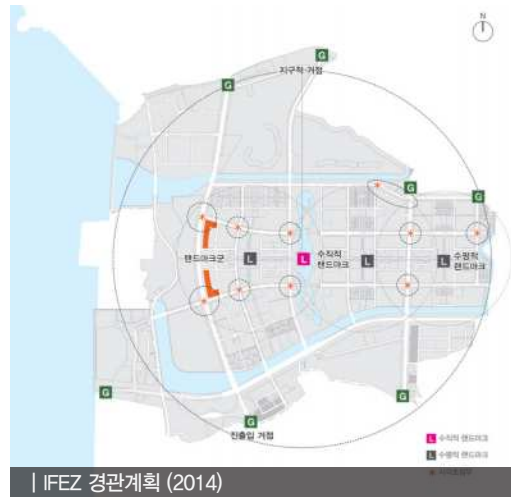 N
G
지구적 거점
G
G
G
랜드마크군
L
L
수직적
랜드마크
L
L
수평적
랜드마크
G
G
진출입 거점
G
L 수직적 랜드마크
L 수평적 랜드마크
| IFEZ 경관계획 (2014)